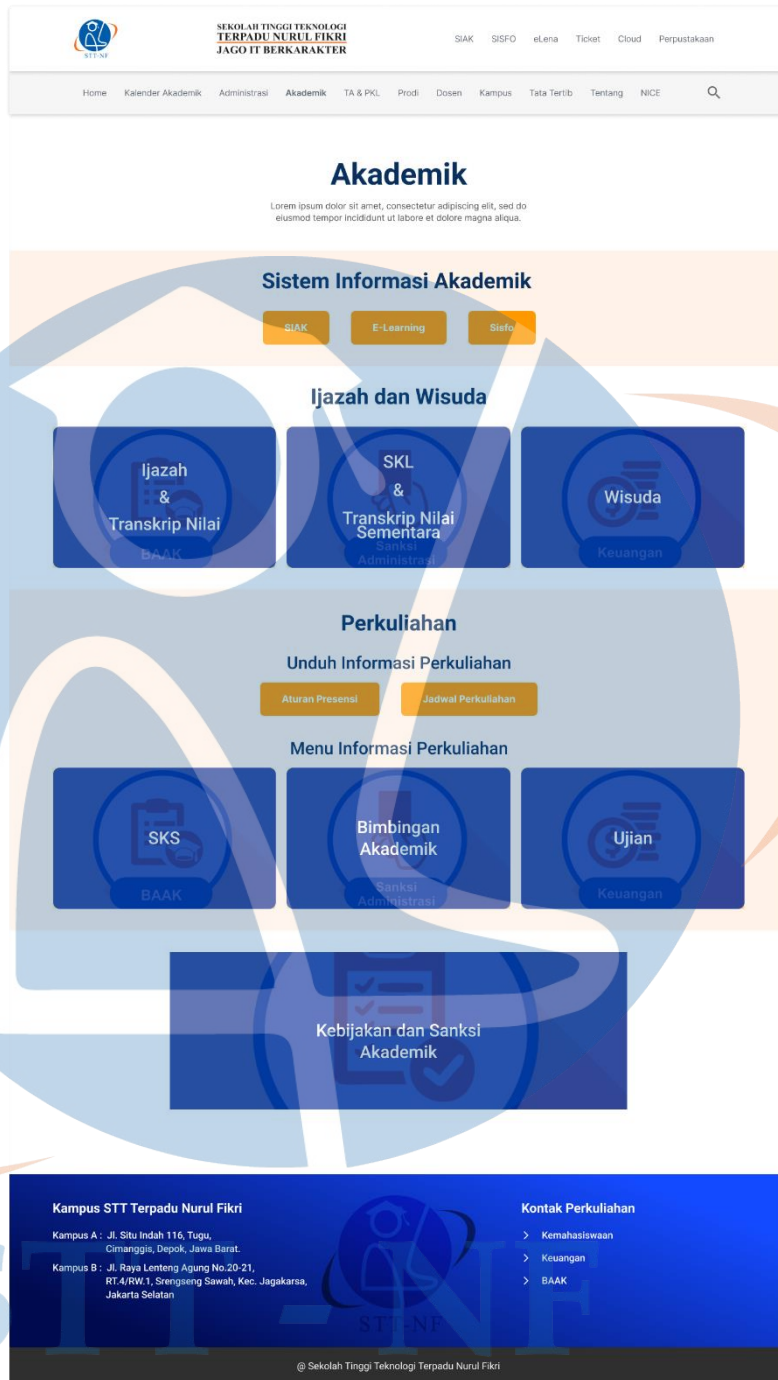 STT-NF
SEKOLAH TINGGI TEKNOLOGI
TERPADU NURUL FIKRI
JAGO IT BERKARAKTER
SIAK SISFO eLena Ticket Cloud Perpustakaan
Home Kalender Akademik Administrasi Akademik TA & PKL Prodi Dosen Kampus Tata Tertib Tentang NICE
Akademik
Lorem ipsum dolor sit amet, consectetur adipiscing elit, sed do
eiusmod tempor incididunt ut labore et dolore magna aliqua.
Sistem Informasi Akademik
SIAK E-Learning Sisfo
Ijazah dan Wisuda
Ijazah
&
Transkrip Nilai
BAAK
SKL
&
Transkrip Nilai
Sementara
Sanksi
Administrasi
Wisuda
Keuangan
Perkuliahan
Unduh Informasi Perkuliahan
Aturan Presensi Jadwal Perkuliahan
Menu Informasi Perkuliahan
SKS
BAAK
Bimbingan
Akademik
Sanksi
Administrasi
Ujian
Keuangan
Kebijakan dan Sanksi
Akademik
Kampus STT Terpadu Nurul Fikri
Kampus A : Jl. Situ Indah 116, Tugu,
Cimanggis, Depok, Jawa Barat.
Kampus B : Jl. Raya Lenteng Agung No.20-21,
RT.4/RW.1, Srengseng Sawah, Kec. Jagakarsa,
Jakarta Selatan
STT-NF
Kontak Perkuliahan
> Kemahasiswaan
> Keuangan
> BAAK
STT - NF
@ Sekolah Tinggi Teknologi Terpadu Nurul Fikri